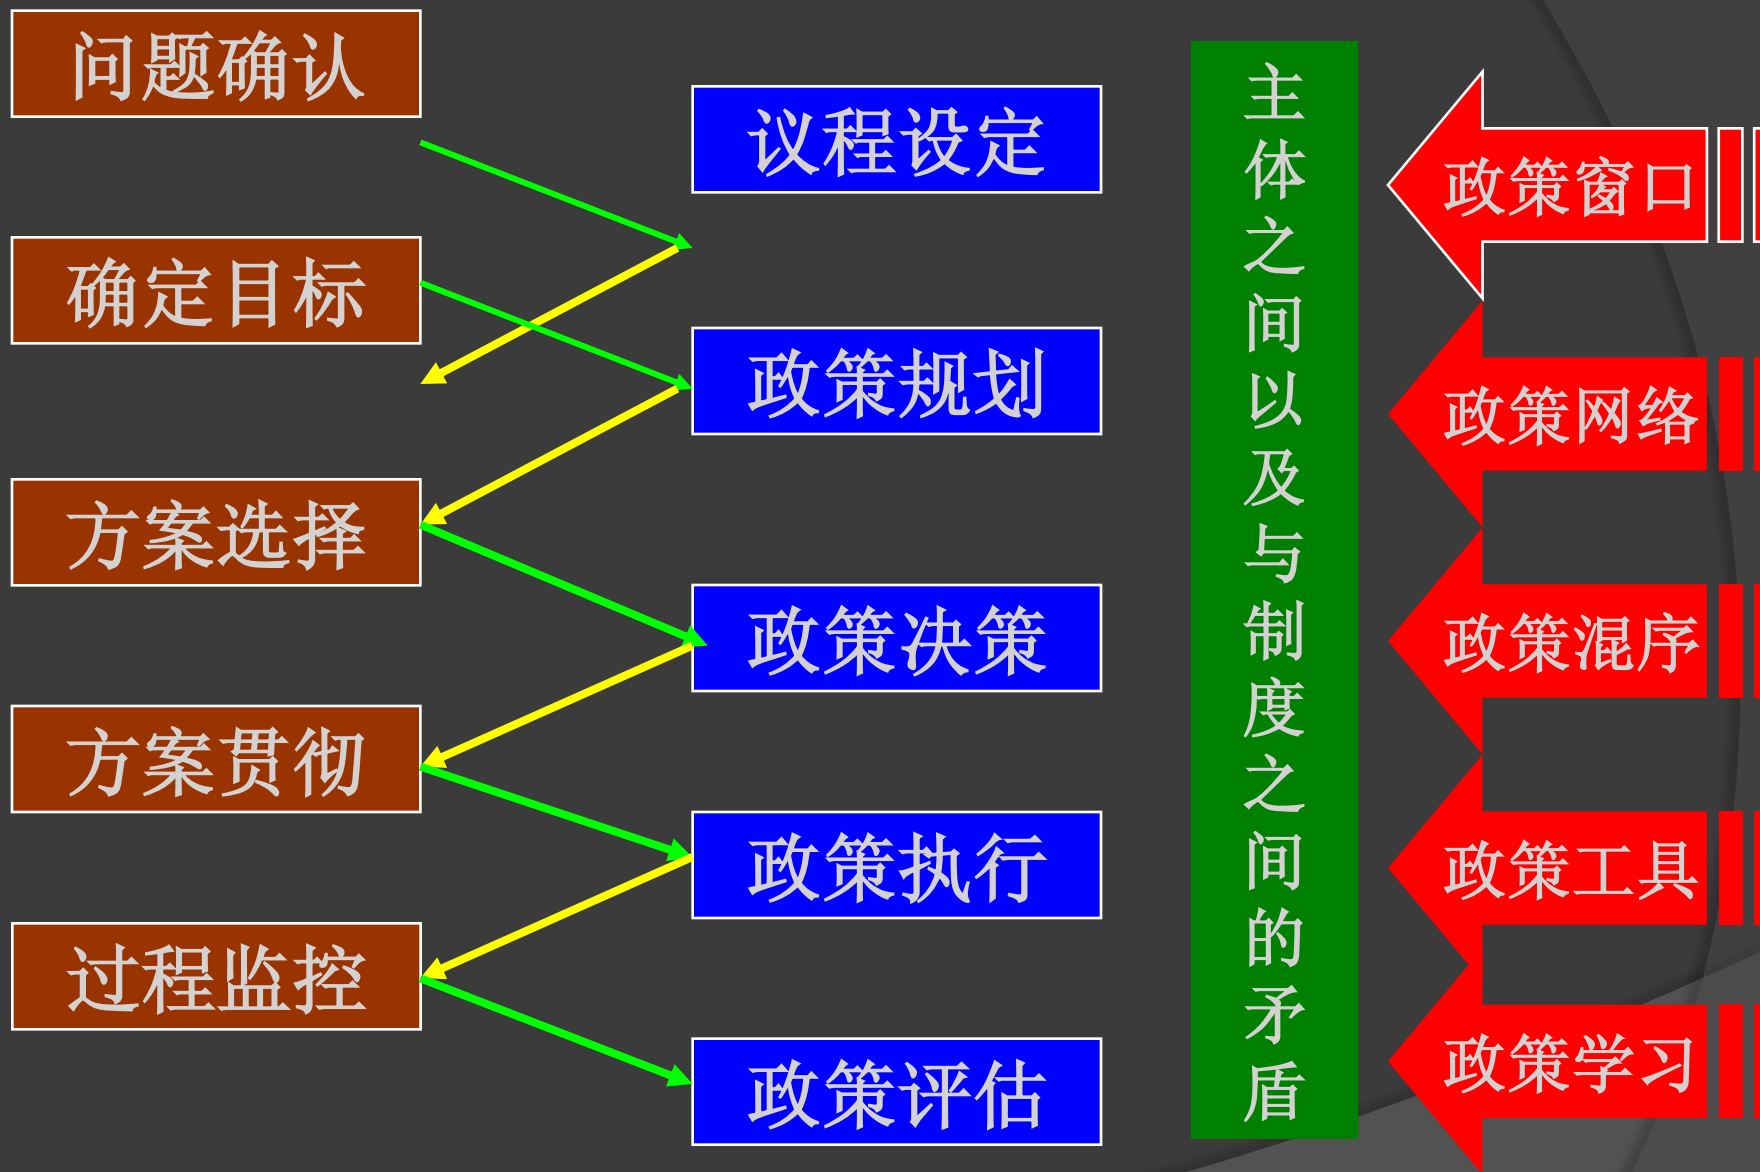 问题确认
确定目标
方案选择
方案贯彻
过程监控
议程设定
政策规划
政策决策
政策执行
政策评估
主体之间以及与制度之间的矛盾
政策窗口
政策网络
政策混序
政策工具
政策学习